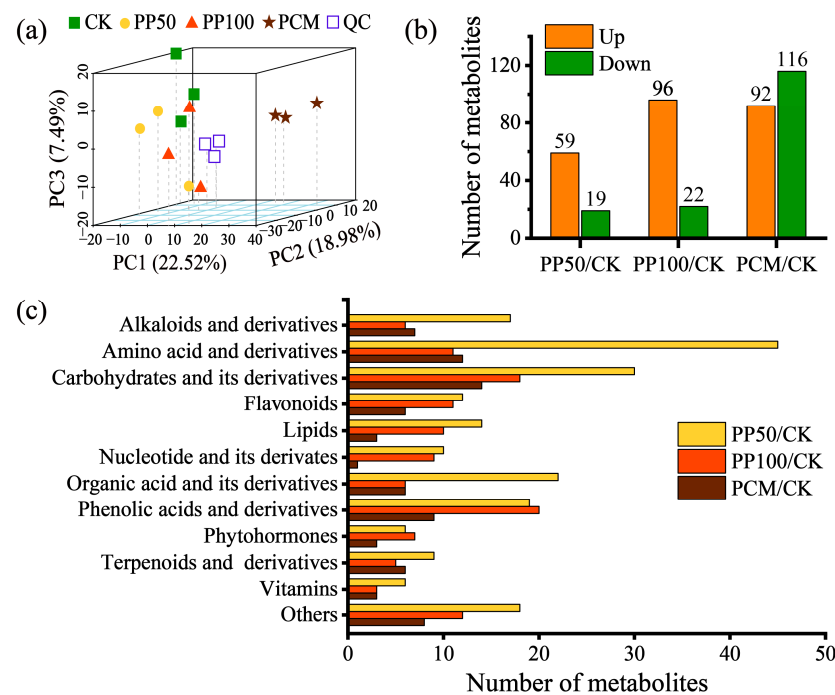 (a)
CK PP50 PP100 PCM QC
PC3 (7.49%)
20
10
0
−10
−20
−20 −10 0 10 20 30 40
PC1 (22.52%)
−30 −20 −10 0 10 20
PC2 (18.98%)
(b)
Number of metabolites
120
80
40
0
Up
Down
59
19
96
22
92
116
PP50/CK PP100/CK PCM/CK
(c)
Alkaloids and derivatives
Amino acid and derivatives
Carbohydrates and its derivatives
Flavonoids
Lipids
Nucleotide and its derivates
Organic acid and its derivatives
Phenolic acids and derivatives
Phytohormones
Terpenoids and derivatives
Vitamins
Others
PP50/CK
PP100/CK
PCM/CK
0 10 20 30 40 50
Number of metabolites